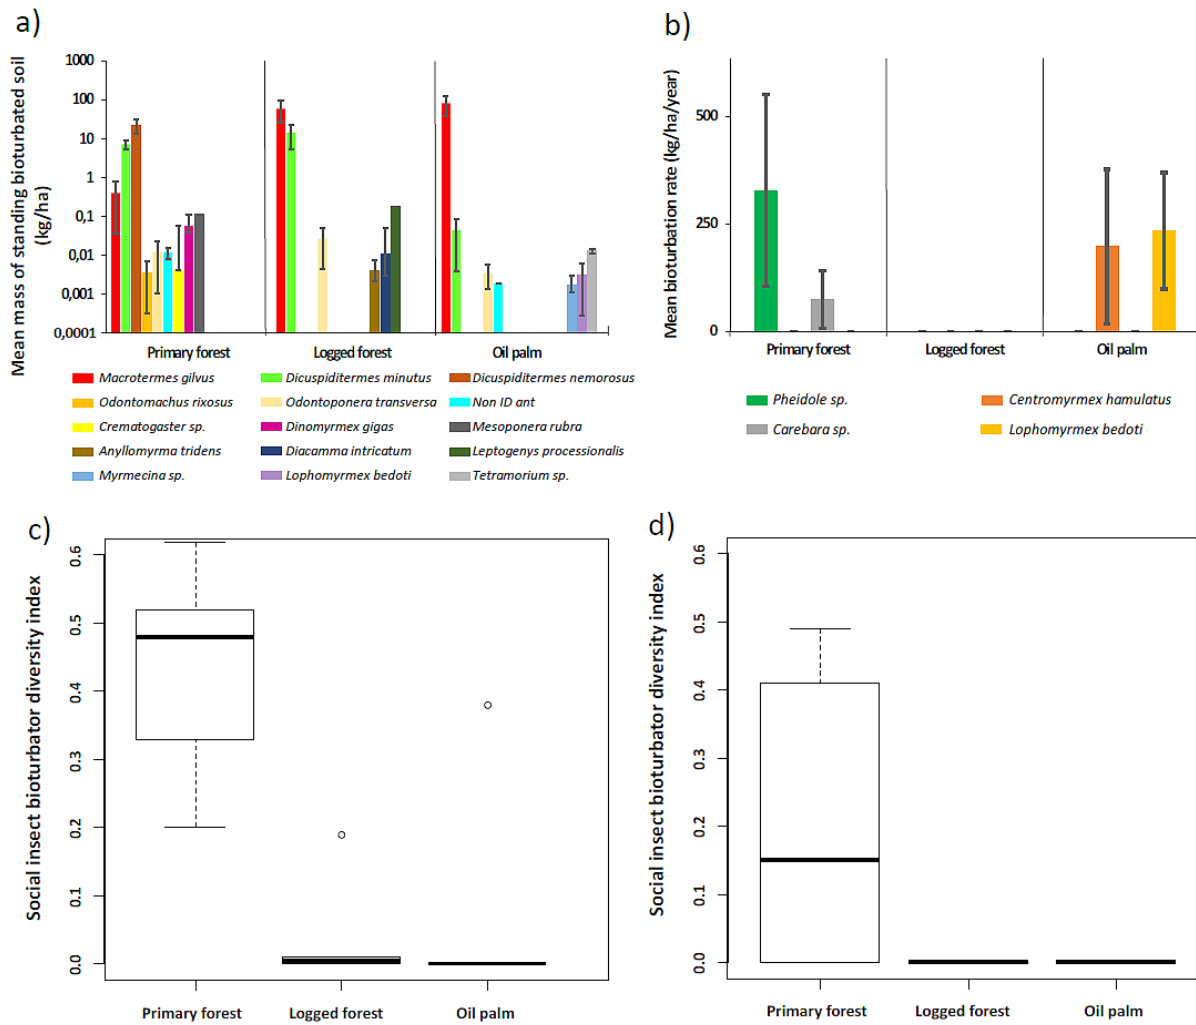 a)
Mean mass of standing bioturbated soil
(kg/ha)
1000
100
10
1
0,1
0,01
0,001
0,0001
Primary forest Logged forest Oil palm
Macrotermes gilvus Dicuspiditermes minutus Dicuspiditermes nemorosus
Odontomachus rixosus Odontoponera transversa Non ID ant
Crematogaster sp. Dinomyrmex gigas Mesoponera rubra
Anyllomyrma tridens Diacamma intricatum Leptogenys processionalis
Myrmecina sp. Lophomyrmex bedoti Tetramorium sp.
b)
Mean bioturbation rate (kg/ha/year)
500
250
0
Primary forest Logged forest Oil palm
Pheidole sp. Centromyrmex hamulatus
Carebara sp. Lophomyrmex bedoti
c)
Social insect bioturbator diversity index
0.6
0.5
0.4
0.3
0.2
0.1
0.0
Primary forest Logged forest Oil palm
d)
Social insect bioturbator diversity index
0.6
0.5
0.4
0.3
0.2
0.1
0.0
Primary forest Logged forest Oil palm